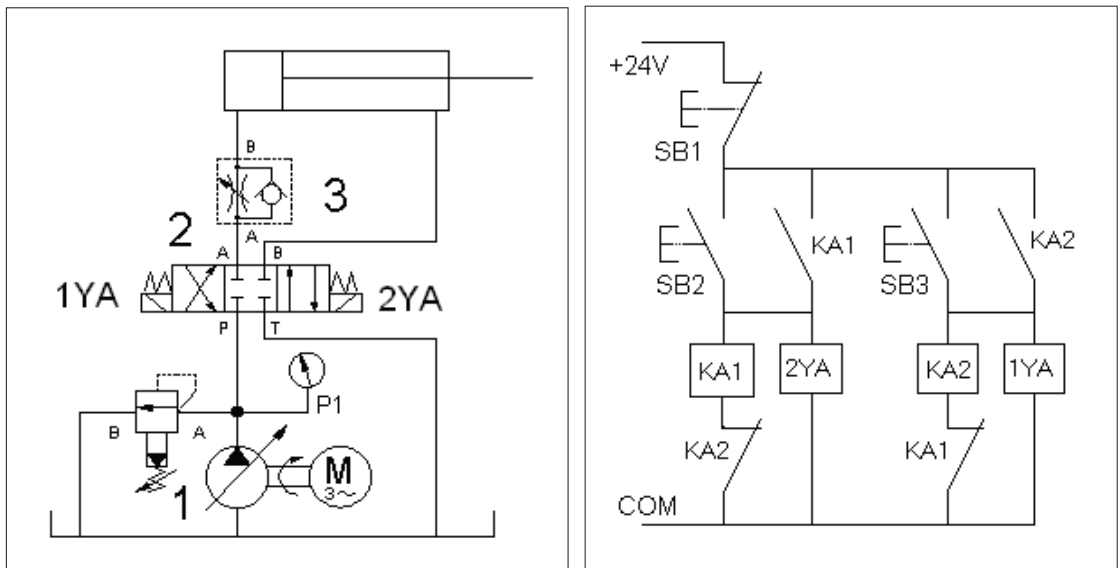 B
3
2
A
A B
1YA
2YA
P T
P1
B A
1
M
3~
+24V
SB1
SB2
KA1
SB3
KA2
KA1
2YA
KA2
1YA
KA2
KA1
COM